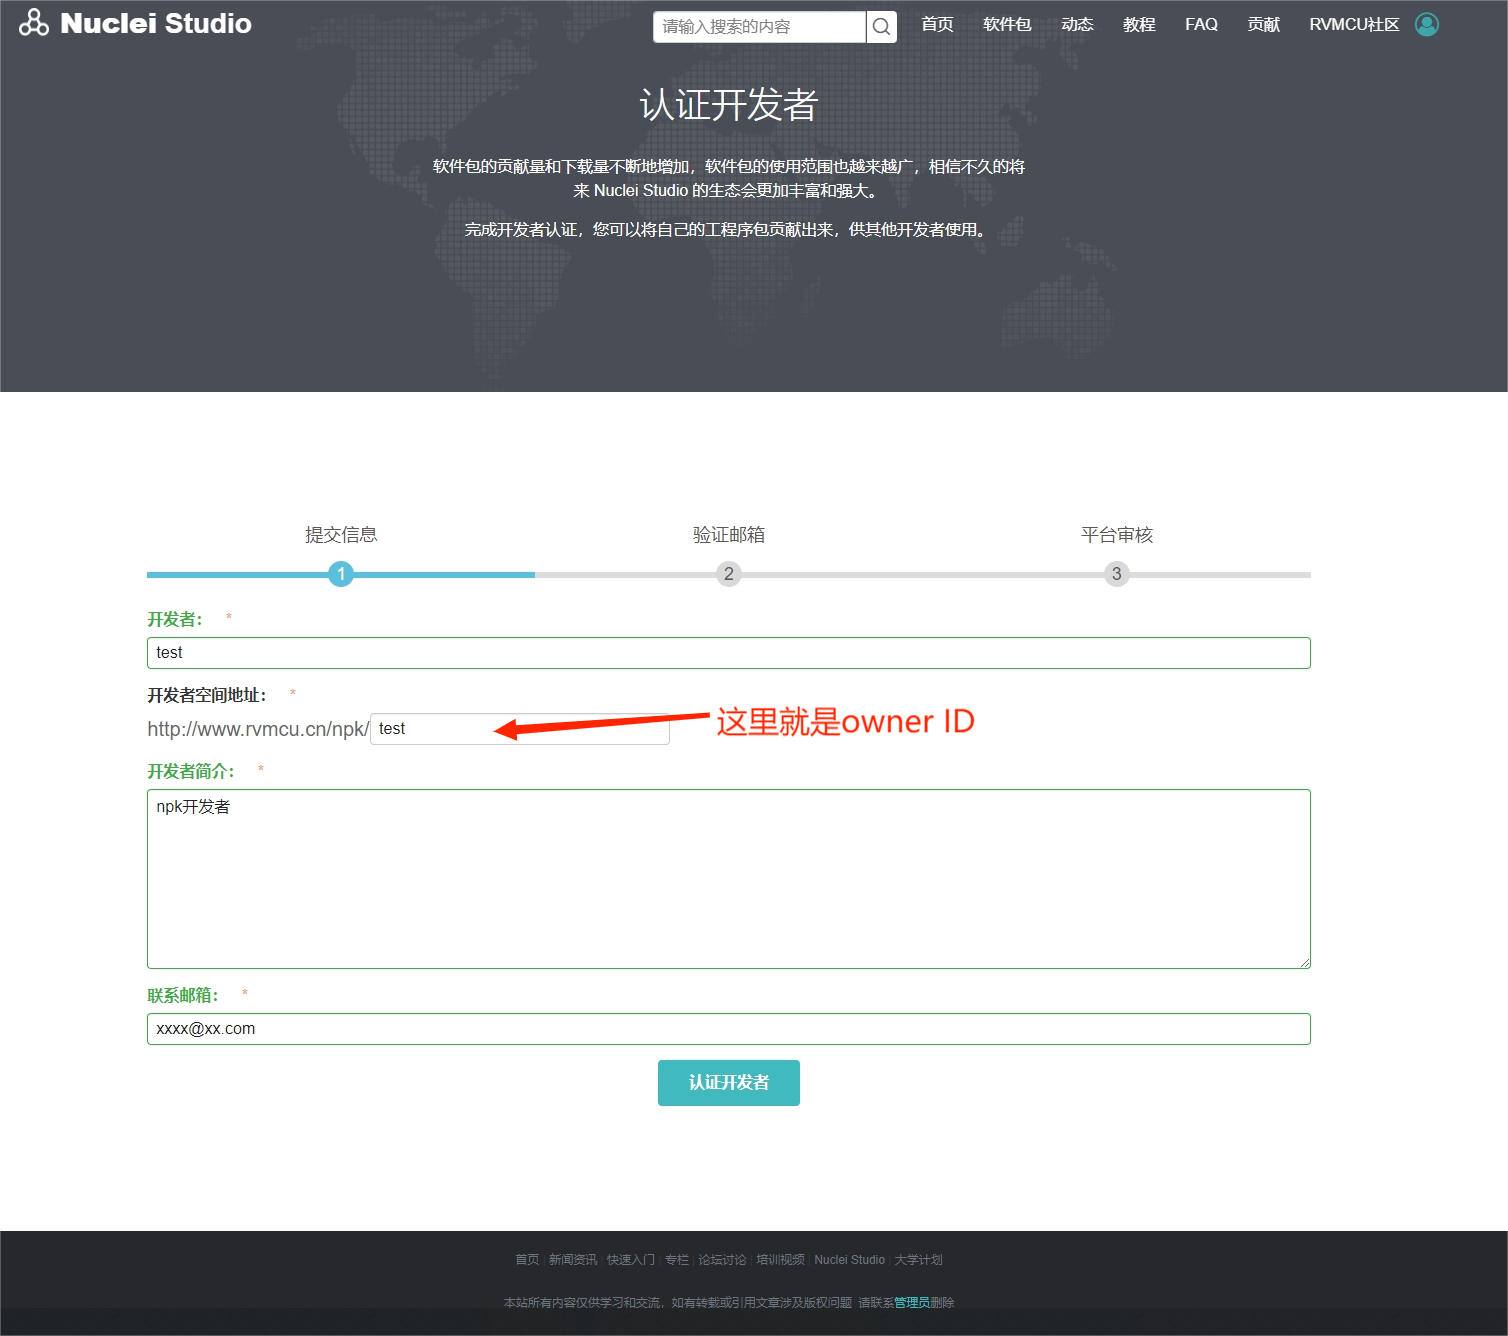 Nuclei Studio
请输入搜索的内容
首页 软件包 动态 教程 FAQ 贡献 RVMCU社区
认证开发者
软件包的贡献量和下载量不断地增加，软件包的使用范围也越来越广，相信不久的将
来 Nuclei Studio 的生态会更加丰富和强大。
完成开发者认证，您可以将自己的工程序包贡献出来，供其他开发者使用。
提交信息 验证邮箱 平台审核
1 2 3
开发者： *
test
开发者空间地址： *
http://www.rvmcu.cn/npk/ test
这里就是owner ID
开发者简介： *
npk开发者
联系邮箱： *
xxxx@xx.com
认证开发者
首页 | 新闻资讯 | 快速入门 | 专栏 | 论坛讨论 | 培训视频 | Nuclei Studio | 大学计划
本站所有内容仅供学习和交流，如有转载或引用文章涉及版权问题 请联系管理员删除